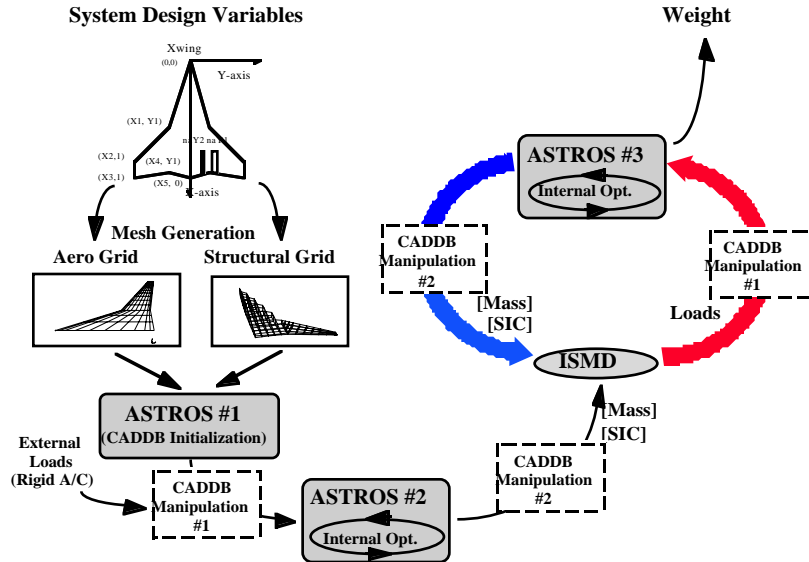 System Design Variables
Weight
Xwing
(0,0)
Y-axis
(X1, Y1)
Y2 na
(X2,1)
(X4, Y1)
(X3,1)
(X5, 0)
-axis
Mesh Generation
Aero Grid
Structural Grid
ASTROS #1
(CADDB Initialization)
External
Loads
(Rigid A/C)
CADDB
Manipulation
#1
ASTROS #2
Internal Opt.
CADDB
Manipulation
#2
[Mass]
[SIC]
ISMD
ASTROS #3
Internal Opt.
CADDB
Manipulation
#2
[Mass]
[SIC]
CADDB
Manipulation
#1
Loads